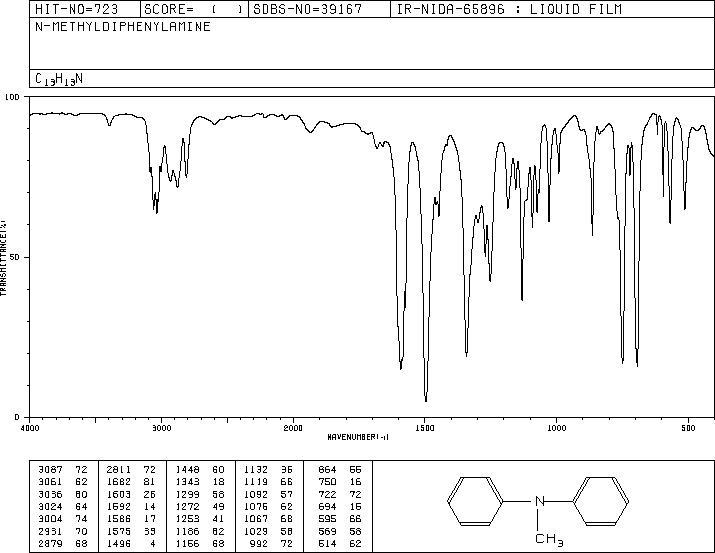 HIT-NO=723 SCORE= ( ) SDBS-NO=39167 IR-NIDA-65896 : LIQUID FILM
N-METHYLDIPHENYLAMINE
C13H13N
100
50
0
TRANSMITTANCE(%)
4000 3000 2000 1500 1000 500
WAVENUMBER(-1)
3087 72 2811 72 1448 60 1132 36 864 55
3061 62 1682 81 1343 18 1119 66 750 16
3036 60 1603 26 1299 58 1092 57 722 72
3024 64 1592 14 1272 49 1076 62 694 15
3004 74 1586 17 1253 41 1067 68 595 66
2931 70 1575 39 1186 62 1029 58 569 58
2879 68 1496 4 1156 68 992 72 514 62
N
CH3